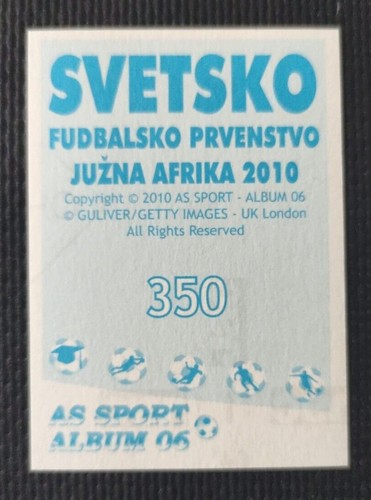 SVETSKO
FUDBALSKO PRVENSTVO
JUŽNA AFRIKA 2010
Copyright © 2010 AS SPORT - ALBUM 06
© GULIVER/GETTY IMAGES - UK London
All Rights Reserved
350
AS SPORT
ALBUM 06